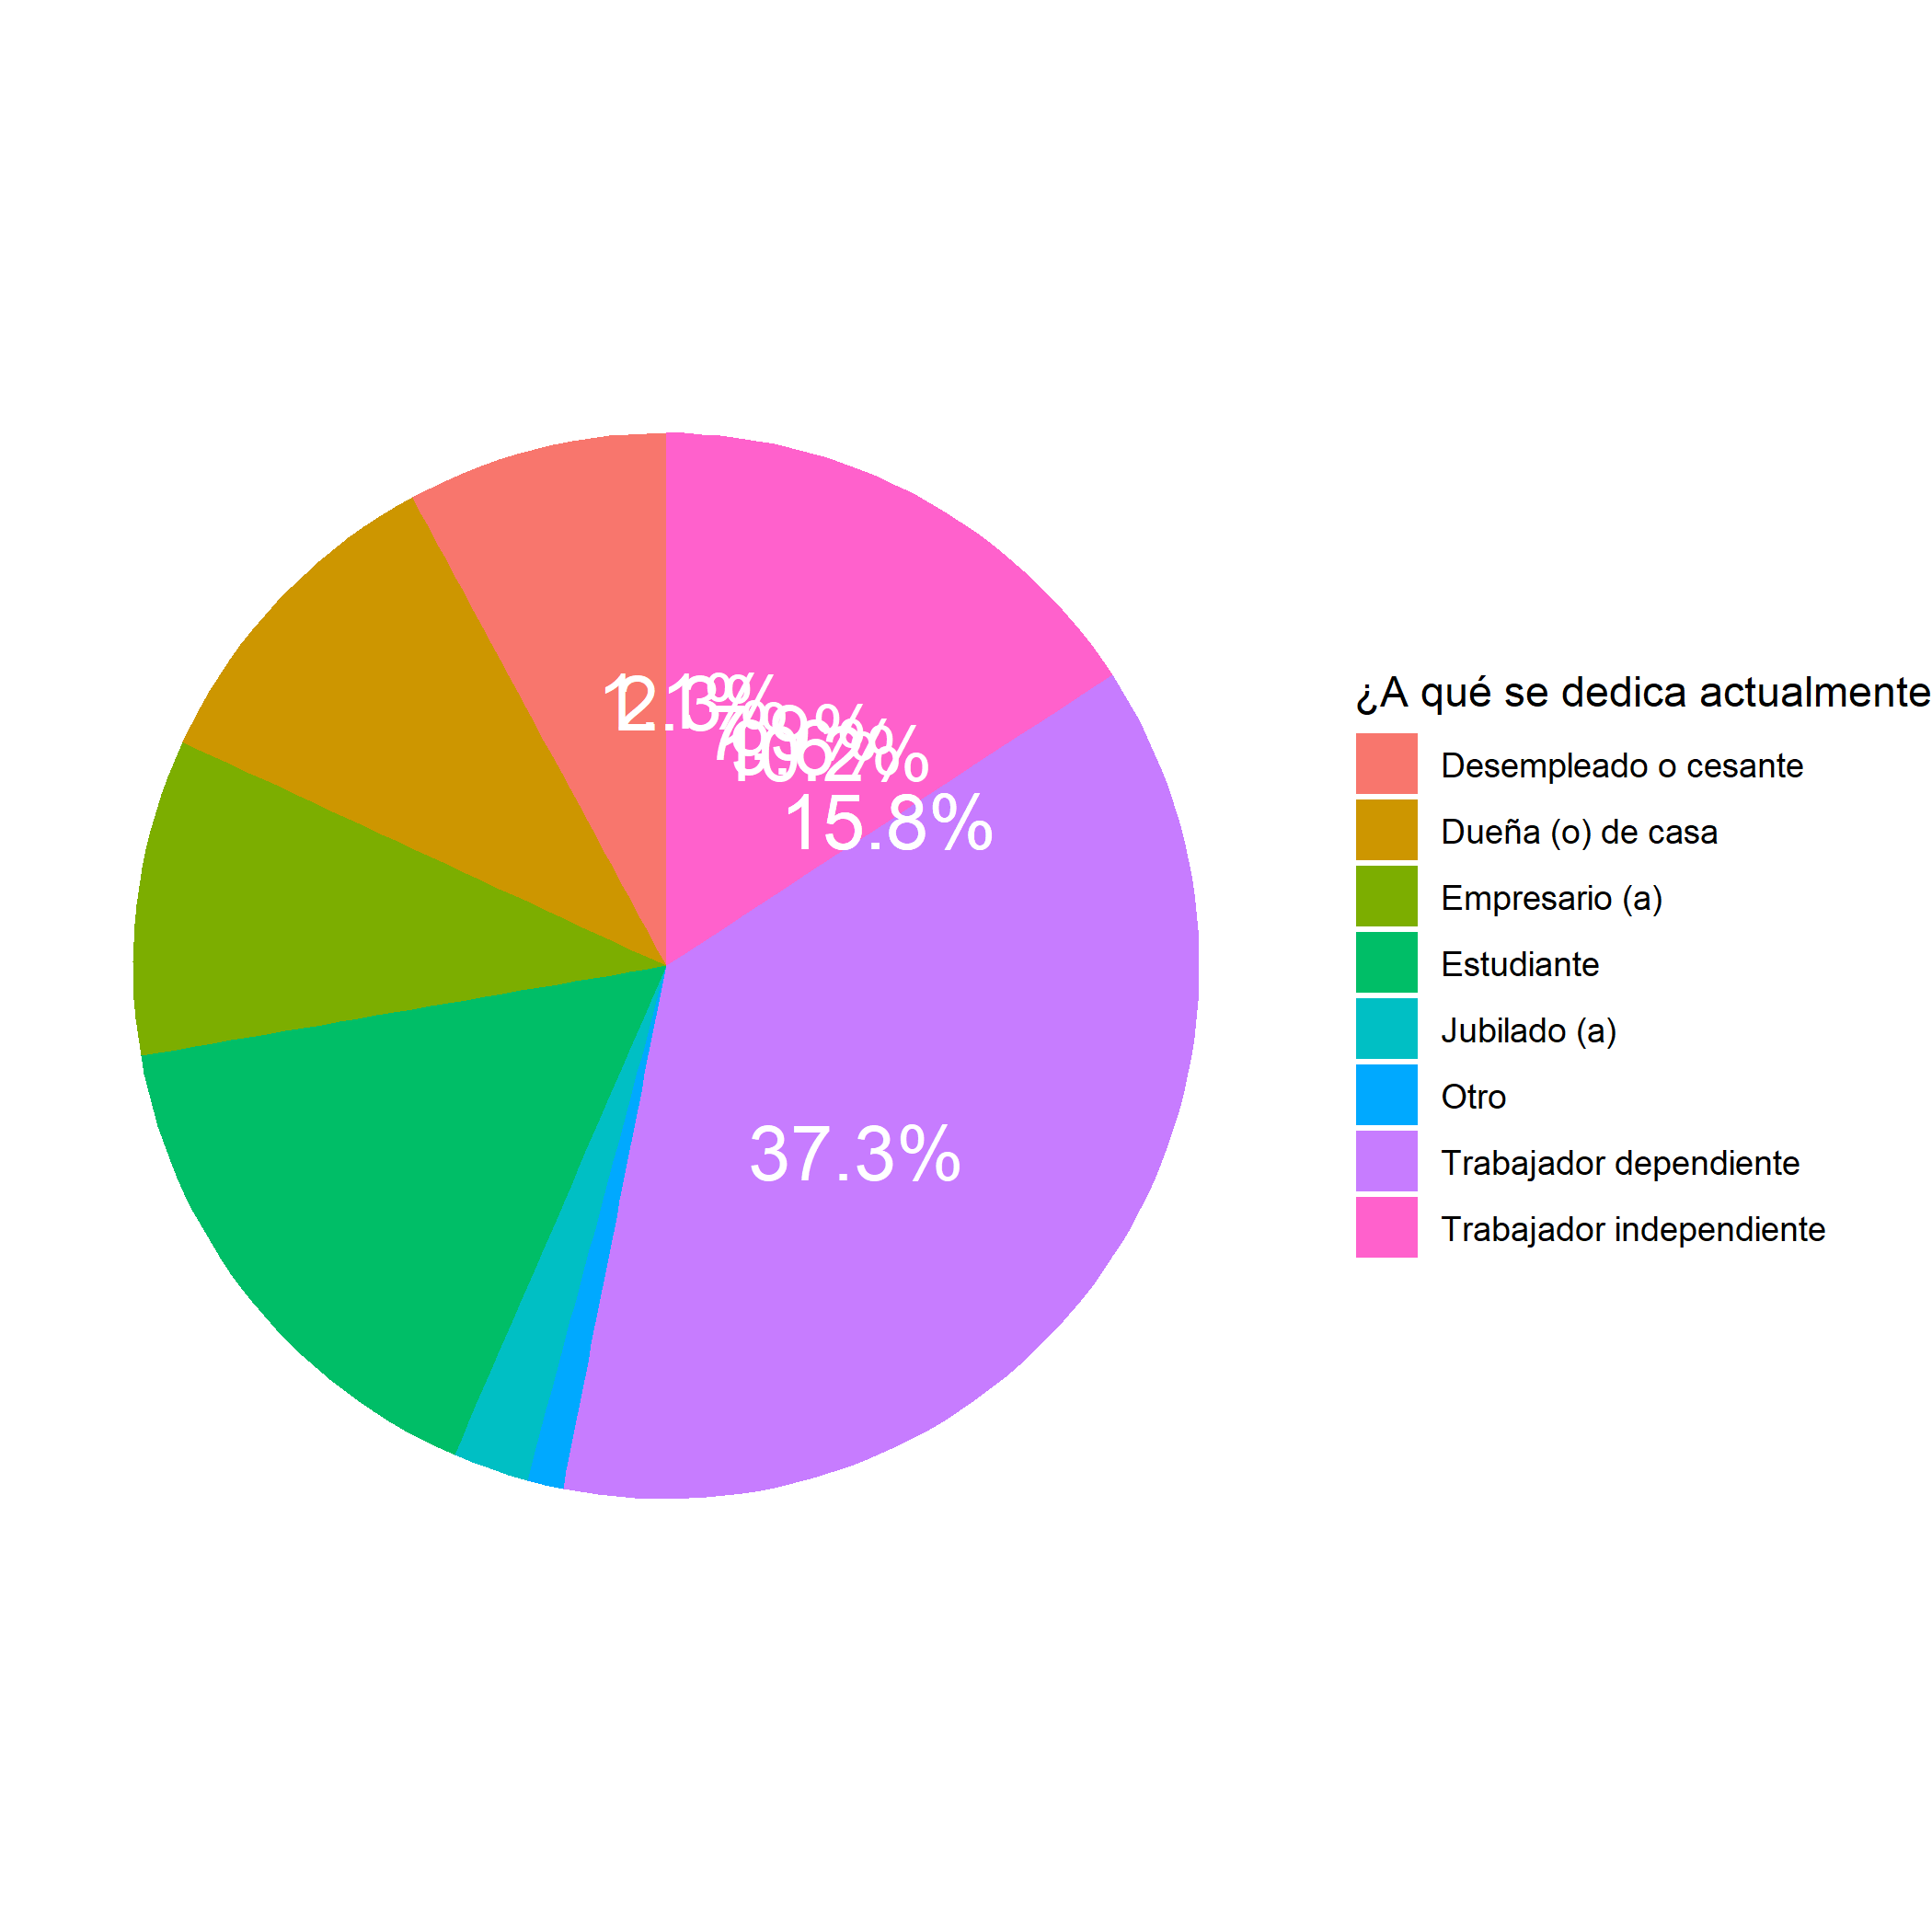 15.8%
37.3%
¿A qué se dedica actualmente
Desempleado o cesante
Dueña (o) de casa
Empresario (a)
Estudiante
Jubilado (a)
Otro
Trabajador dependiente
Trabajador independiente